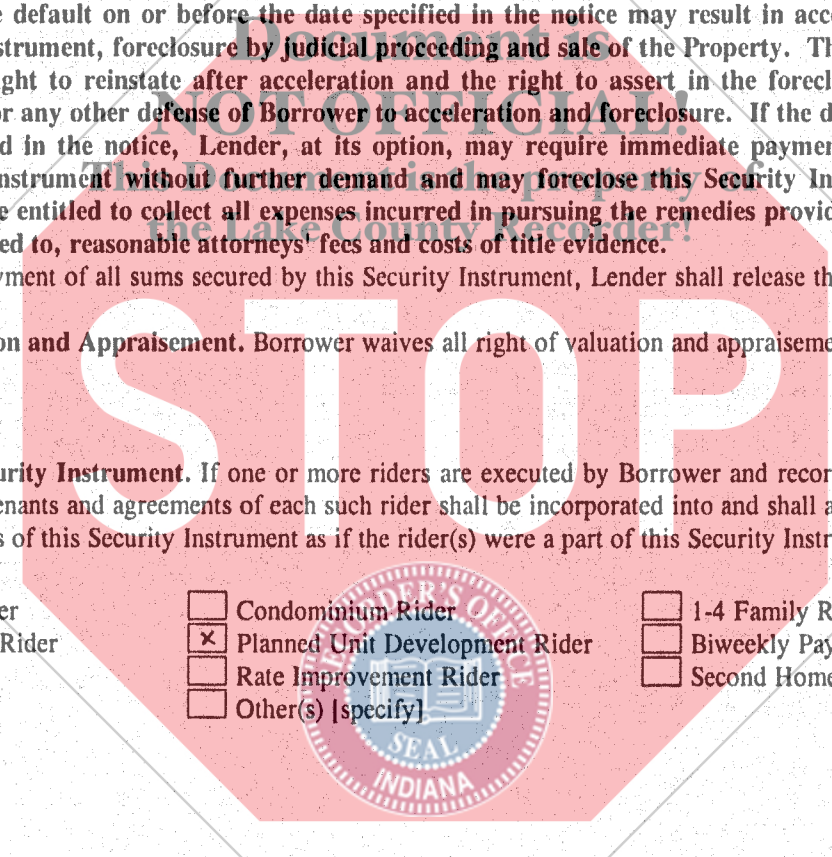 e default on or before the date specified in the notice may result in acce
strument, foreclosure by judicial proceeding and sale of the Property. Th
ght to reinstate after acceleration and the right to assert in the forecl
or any other defense of Borrower to acceleration and foreclosure. If the d
d in the notice, Lender, at its option, may require immediate paymen
nstrument without further demand and may foreclose this Security In
e entitled to collect all expenses incurred in pursuing the remedies provid
ed to, reasonable attorneys' fees and costs of title evidence.
yment of all sums secured by this Security Instrument, Lender shall release th
on and Appraisement. Borrower waives all right of valuation and appraiseme
urity Instrument. If one or more riders are executed by Borrower and recor
enants and agreements of each such rider shall be incorporated into and shall a
s of this Security Instrument as if the rider(s) were a part of this Security Instr
er Condominium Rider 1-4 Family R
Rider x Planned Unit Development Rider Biweekly Pay
Rate Improvement Rider Second Home
Other(s) [specify]
Document is
NOT OFFICIAL!
This Document is the property
the Lake County Recorder!
STOP
RECORDER'S OFFICE
SEAL
INDIANA